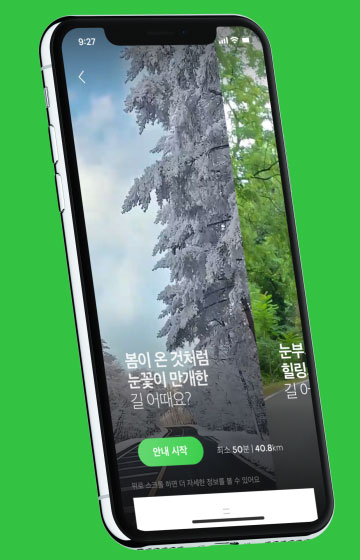 9:27
봄이 온 것처럼
눈꽃이 만개한
길 어때요?
눈부
힐링
길 어
안내 시작
최소 50분 | 40.8km
위로 스크롤 하면 더 자세한 정보를 볼 수 있어요